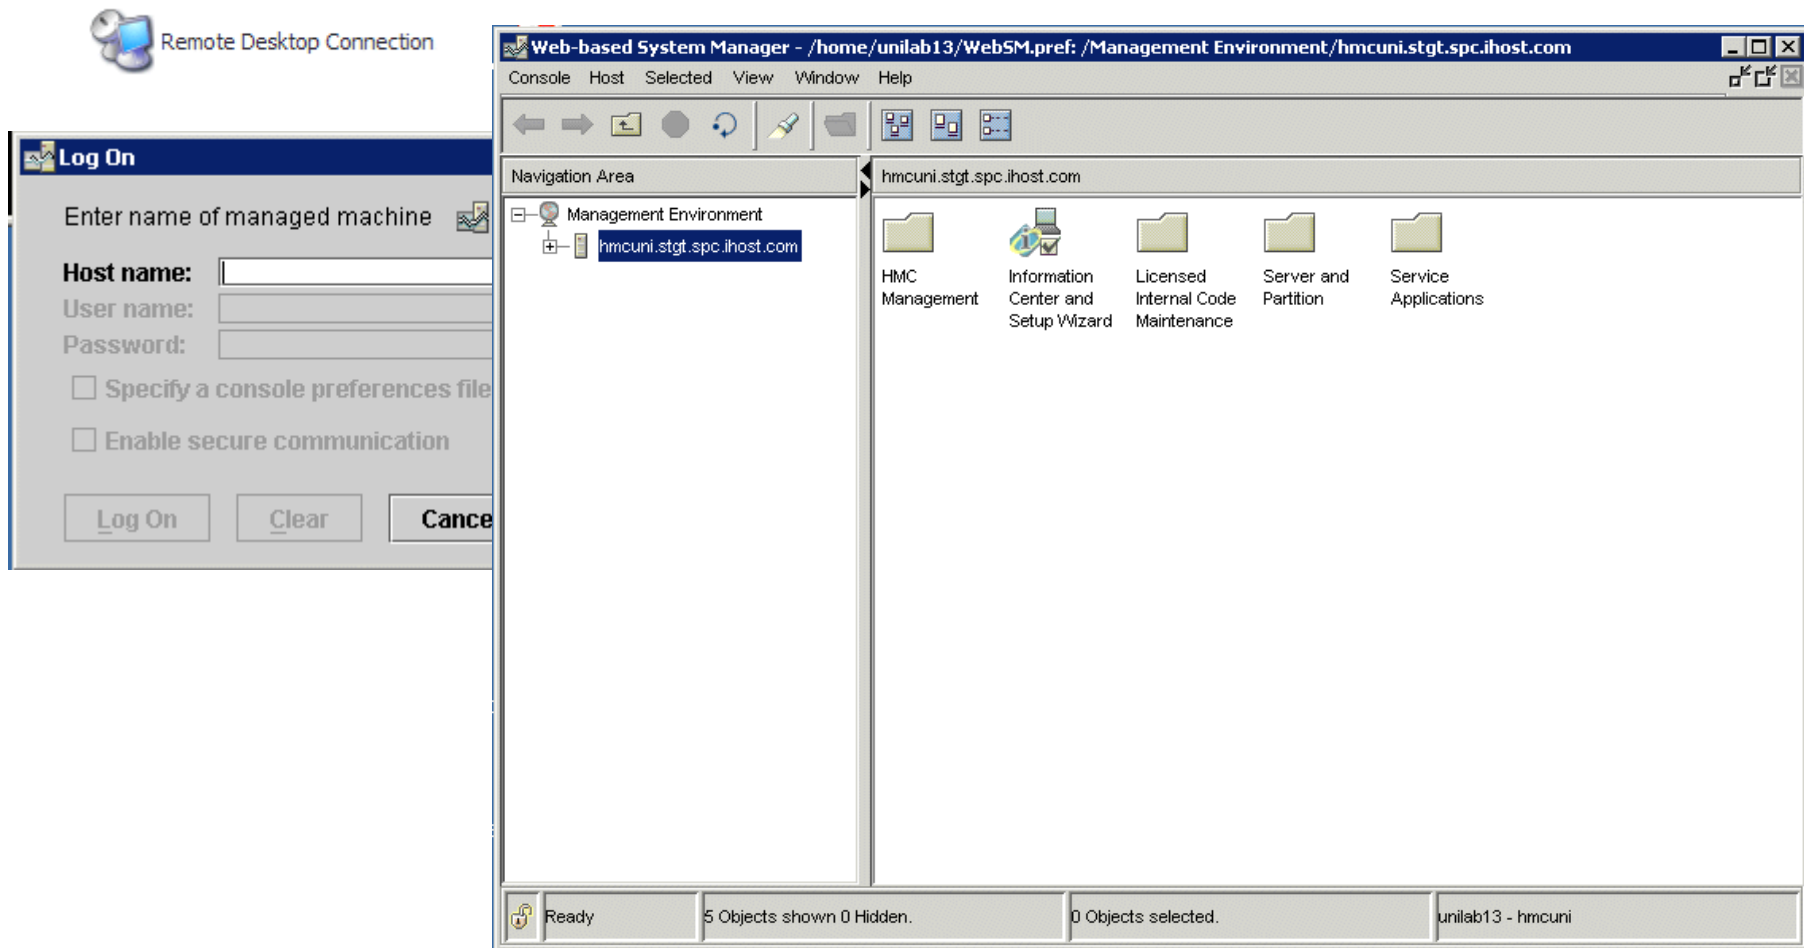 Remote Desktop Connection
Log On
Enter name of managed machine
Host name:
User name:
Password:
Specify a console preferences file
Enable secure communication
Log On
Clear
Cance
Web-based System Manager - /home/unilab13/WebSM.pref: /Management Environment/hmcuni.stgt.spc.ihost.com
Console Host Selected View Window Help
Navigation Area
hmcuni.stgt.spc.ihost.com
Management Environment
hmcuni.stgt.spc.ihost.com
HMC
Management
Information
Center and
Setup Wizard
Licensed
Internal Code
Maintenance
Server and
Partition
Service
Applications
Ready
5 Objects shown 0 Hidden.
0 Objects selected.
unilab13 - hmcuni